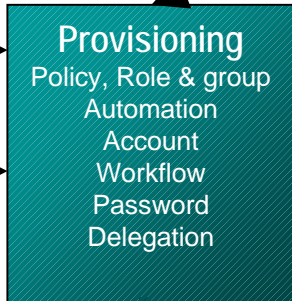 Provisioning
Policy, Role & group
Automation
Account
Workflow
Password
Delegation